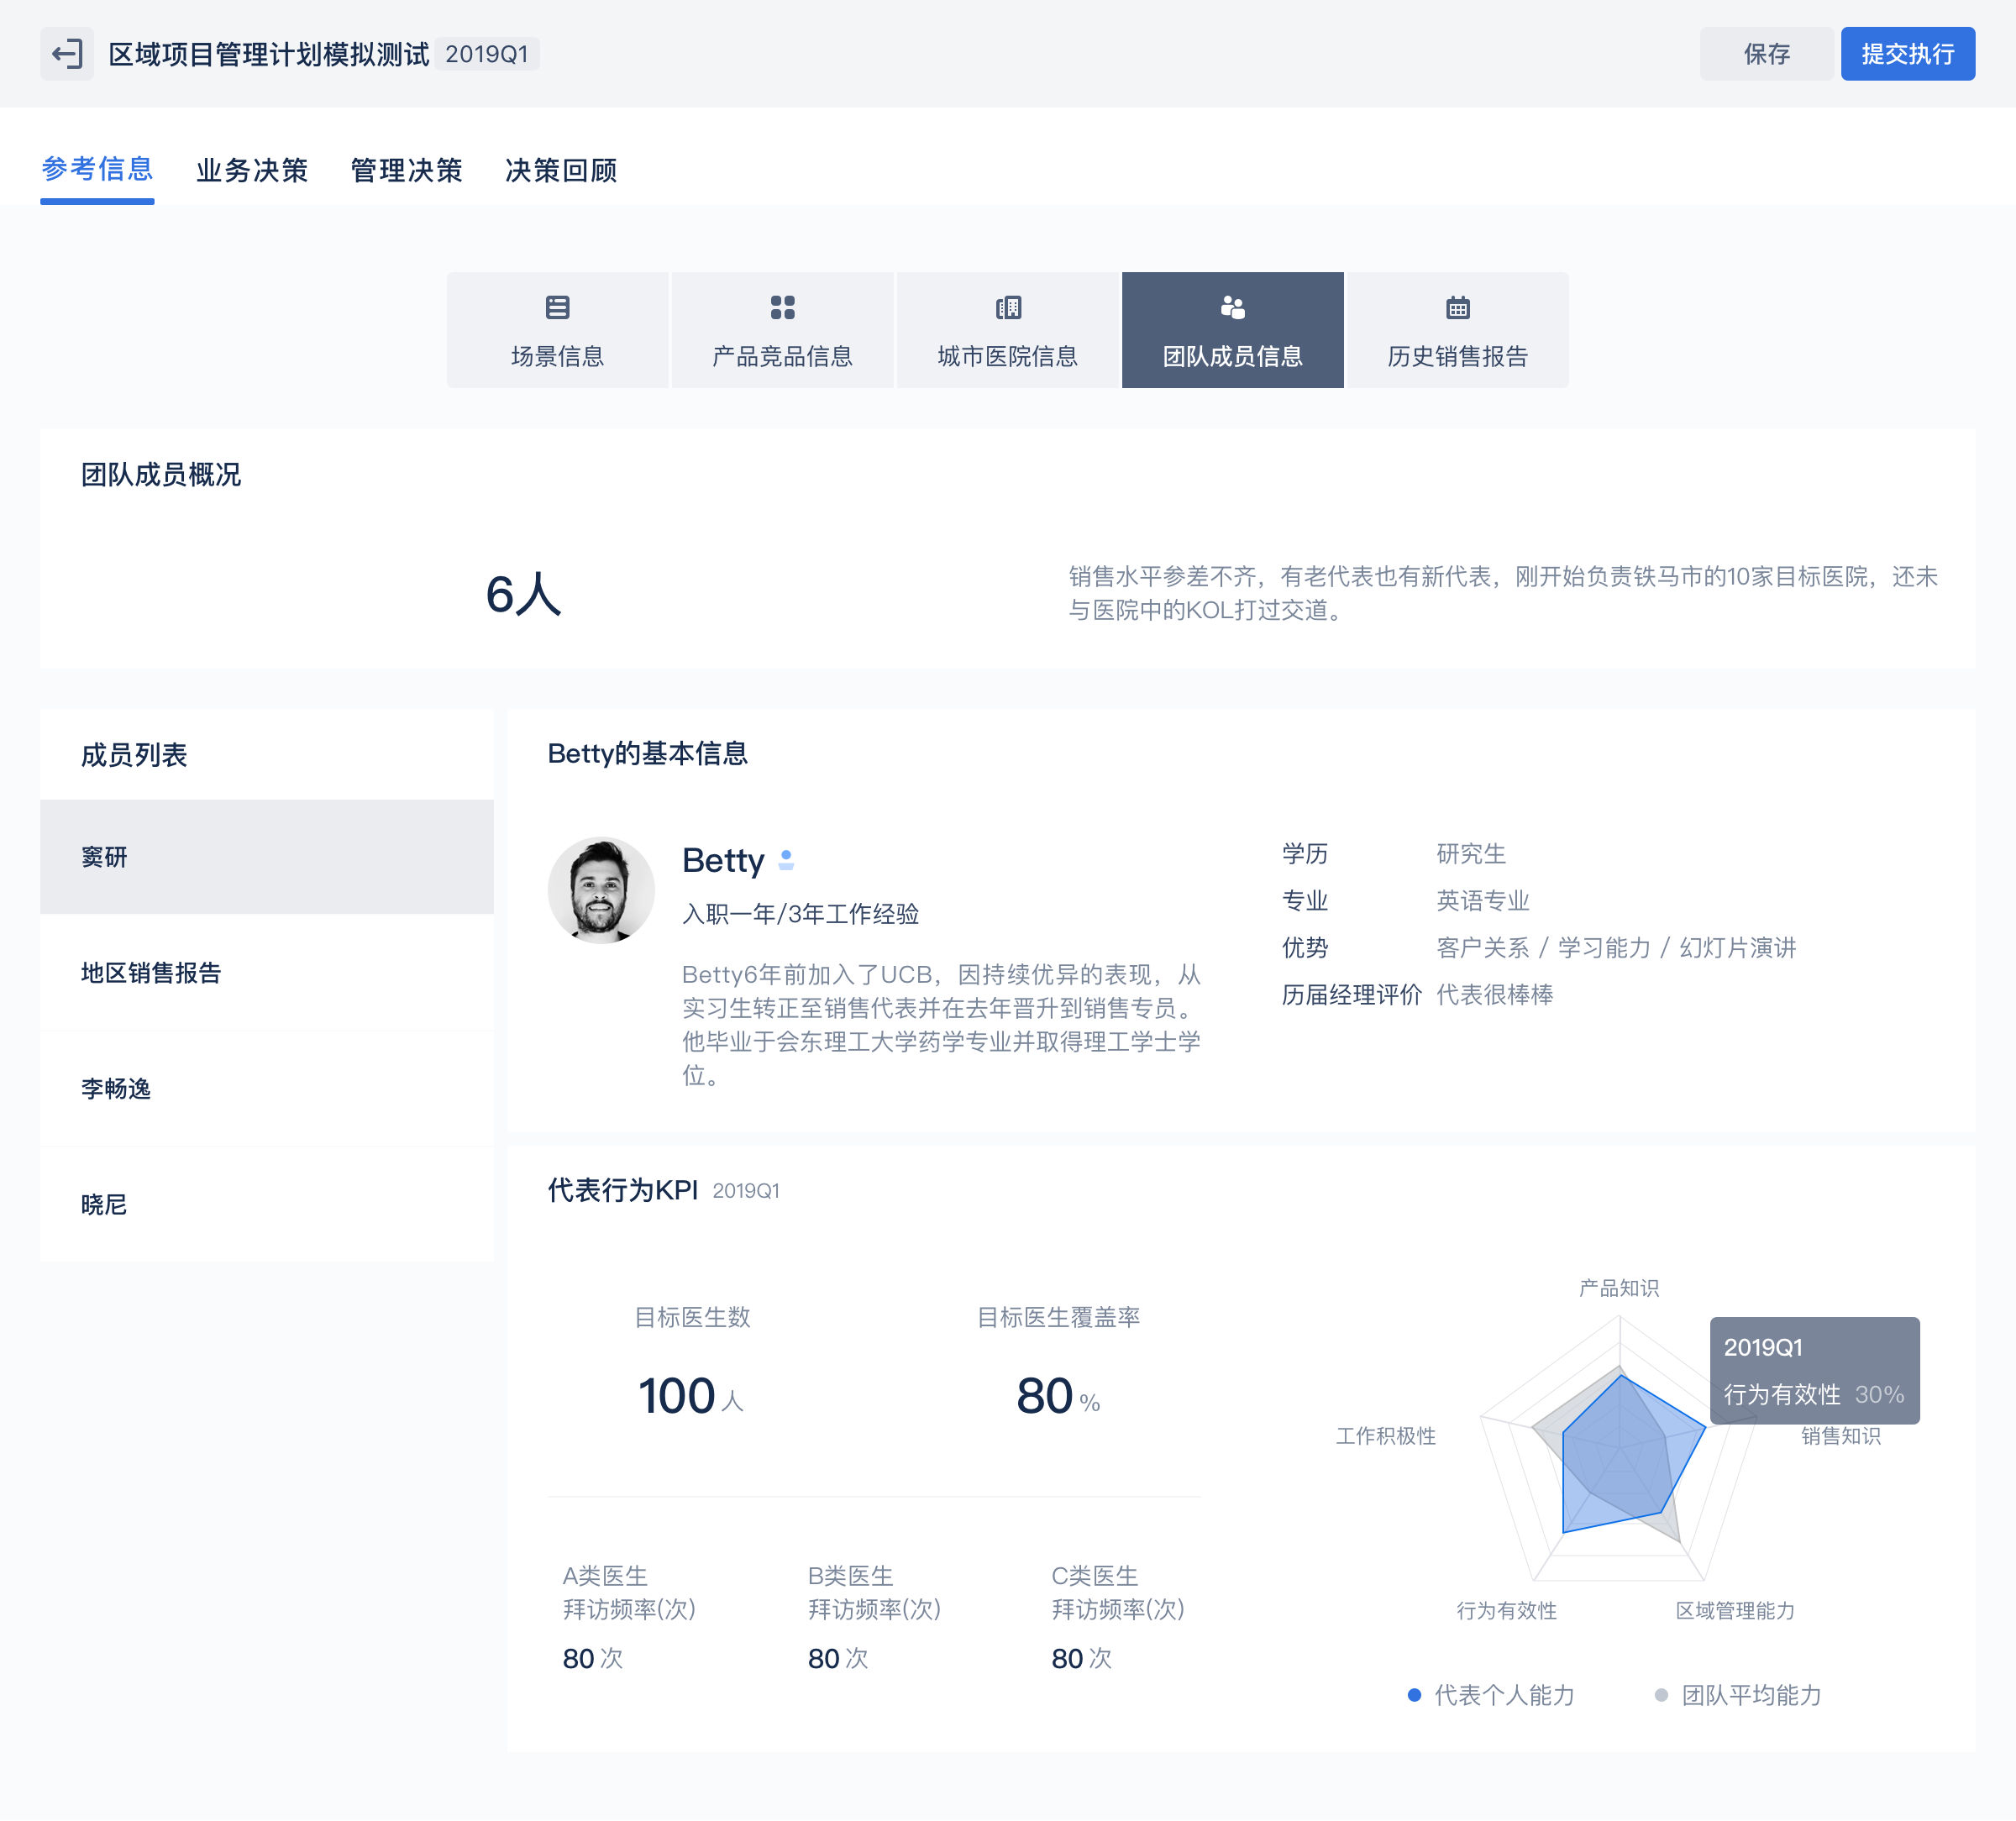 区域项目管理计划模拟测试 2019Q1 保存 提交执行
参考信息 业务决策 管理决策 决策回顾
场景信息 产品竞品信息 城市医院信息 团队成员信息 历史销售报告
团队成员概况
6人
销售水平参差不齐，有老代表也有新代表，刚开始负责铁马市的10家目标医院，还未
与医院中的KOL打过交道。
成员列表
窦研
地区销售报告
李畅逸
晓尼
Betty的基本信息
Betty
入职一年/3年工作经验
Betty6年前加入了UCB，因持续优异的表现，从
实习生转正至销售代表并在去年晋升到销售专员。
他毕业于会东理工大学药学专业并取得理工学士学
位。
学历 研究生
专业 英语专业
优势 客户关系 / 学习能力 / 幻灯片演讲
历届经理评价 代表很棒棒
代表行为KPI 2019Q1
目标医生数 目标医生覆盖率
100 人 80 %
A类医生 B类医生 C类医生
拜访频率(次) 拜访频率(次) 拜访频率(次)
80 次 80 次 80 次
产品知识
2019Q1
行为有效性 30%
工作积极性 销售知识
行为有效性 区域管理能力
代表个人能力 团队平均能力